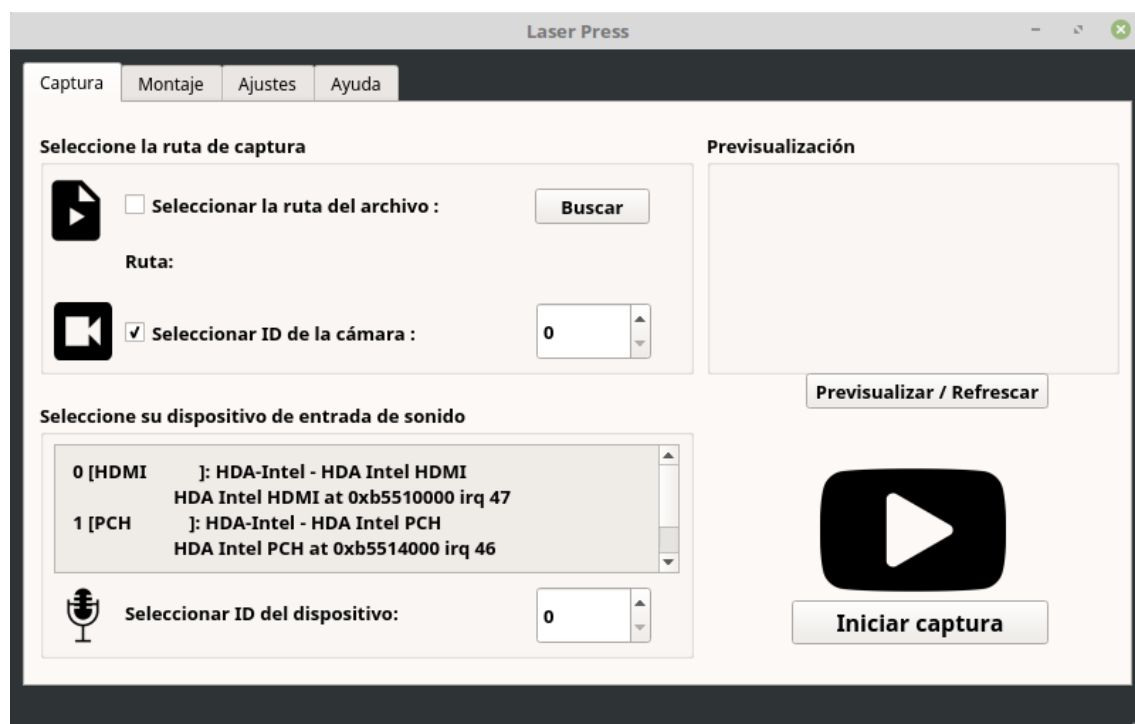 Laser Press
Captura Montaje Ajustes Ayuda
Seleccione la ruta de captura
Seleccionar la ruta del archivo : Buscar
Ruta:
Seleccionar ID de la cámara : 0
Previsualización
Previsualizar / Refrescar
Seleccione su dispositivo de entrada de sonido
0 [HDMI ]: HDA-Intel - HDA Intel HDMI
HDA Intel HDMI at 0xb5510000 irq 47
1 [PCH ]: HDA-Intel - HDA Intel PCH
HDA Intel PCH at 0xb5514000 irq 46
Seleccionar ID del dispositivo: 0
Iniciar captura